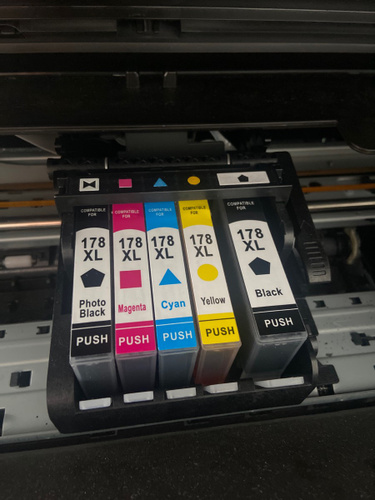 COMPATIBLE
FOR
178
XL
Photo
Black
PUSH
COMPATIBLE
FOR
178
XL
Magenta
PUSH
COMPATIBLE
FOR
178
XL
Cyan
PUSH
COMPATIBLE
FOR
178
XL
Yellow
PUSH
COMPATIBLE
FOR
178
XL
Black
PUSH